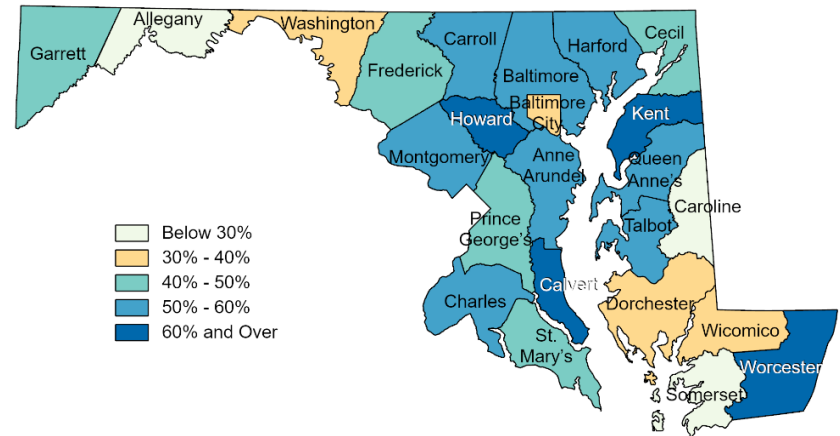 Garrett
Allegany
Washington
Frederick
Carroll
Baltimore
Harford
Cecil
Baltimore
City
Howard
Kent
Montgomery
Anne
Arundel
Queen
Anne's
Caroline
Talbot
Prince
George's
Calvert
Charles
St.
Mary's
Dorchester
Wicomico
Worcester
Somerset
Below 30%
30% - 40%
40% - 50%
50% - 60%
60% and Over